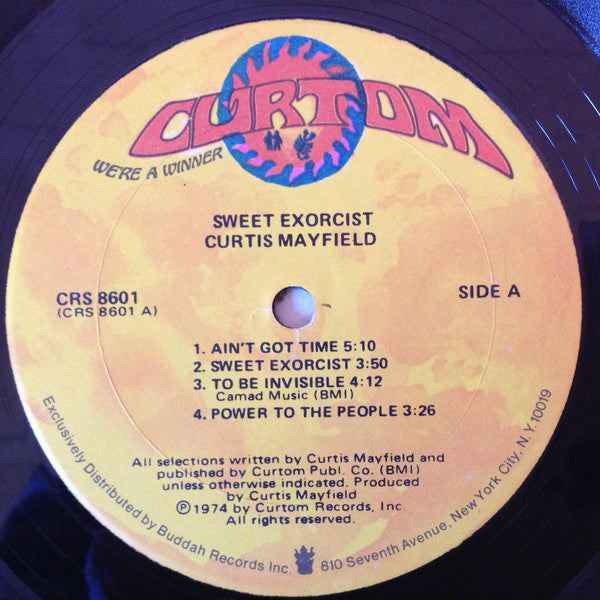 CURTOM
WE'RE A WINNER
SWEET EXORCIST
CURTIS MAYFIELD
CRS 8601
(CRS 8601 A)
SIDE A
1. AIN'T GOT TIME 5:10
2. SWEET EXORCIST 3:50
3. TO BE INVISIBLE 4:12
Camad Music (BMI)
4. POWER TO THE PEOPLE 3:26
All selections written by Curtis Mayfield and
published by Curtom Publ. Co. (BMI)
unless otherwise indicated. Produced
by Curtis Mayfield
Ⓟ1974 by Curtom Records, Inc.
All rights reserved.
Exclusively Distributed by Buddah Records Inc. 810 Seventh Avenue, New York City, N.Y. 10019